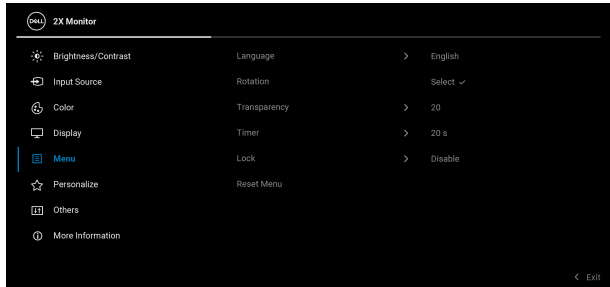 DELL 2X Monitor
Brightness/Contrast Language English
Input Source Rotation Select
Color Transparency 20
Display Timer 20 s
Menu Lock Disable
Personalize Reset Menu
Others
More Information
Exit